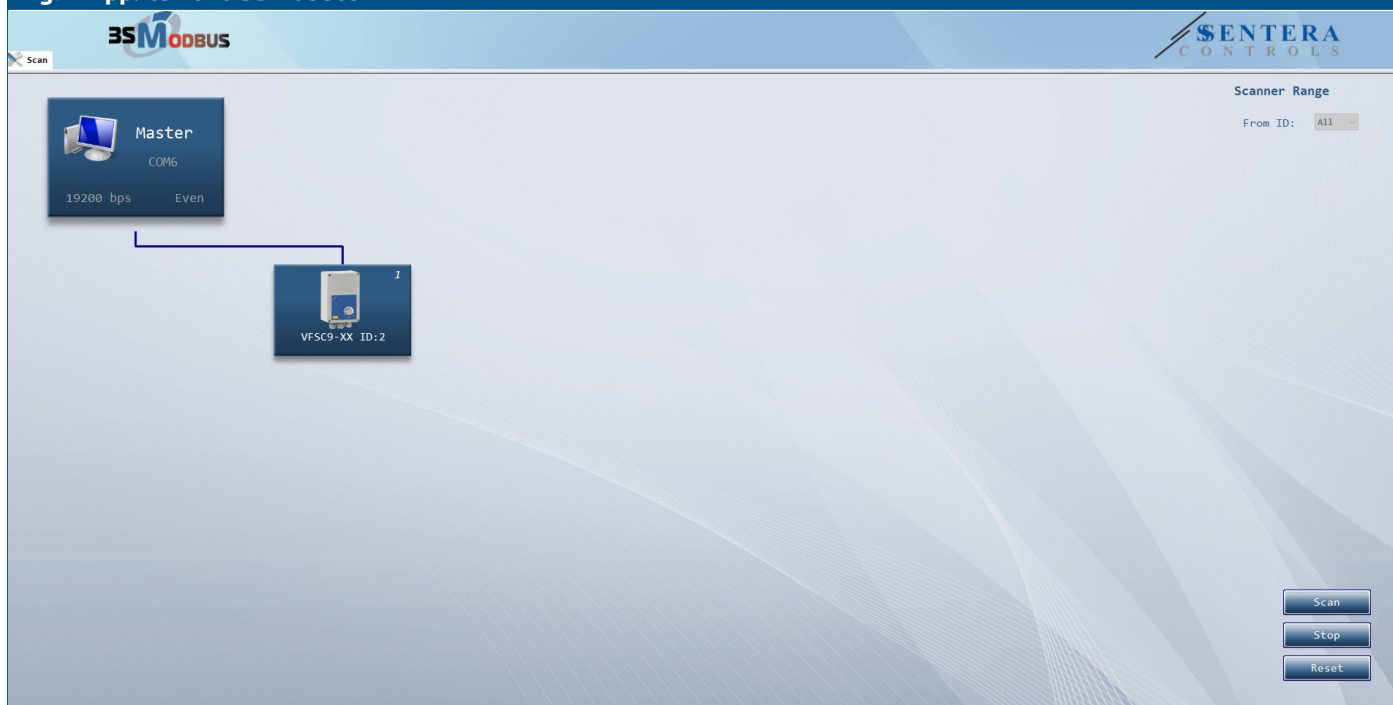 3SMODBUS
SENTERA
CONTROLS
Scan
Scanner Range
From ID: All
Master
COM6
19200 bps Even
1
VFSC9-XX ID:2
Scan
Stop
Reset